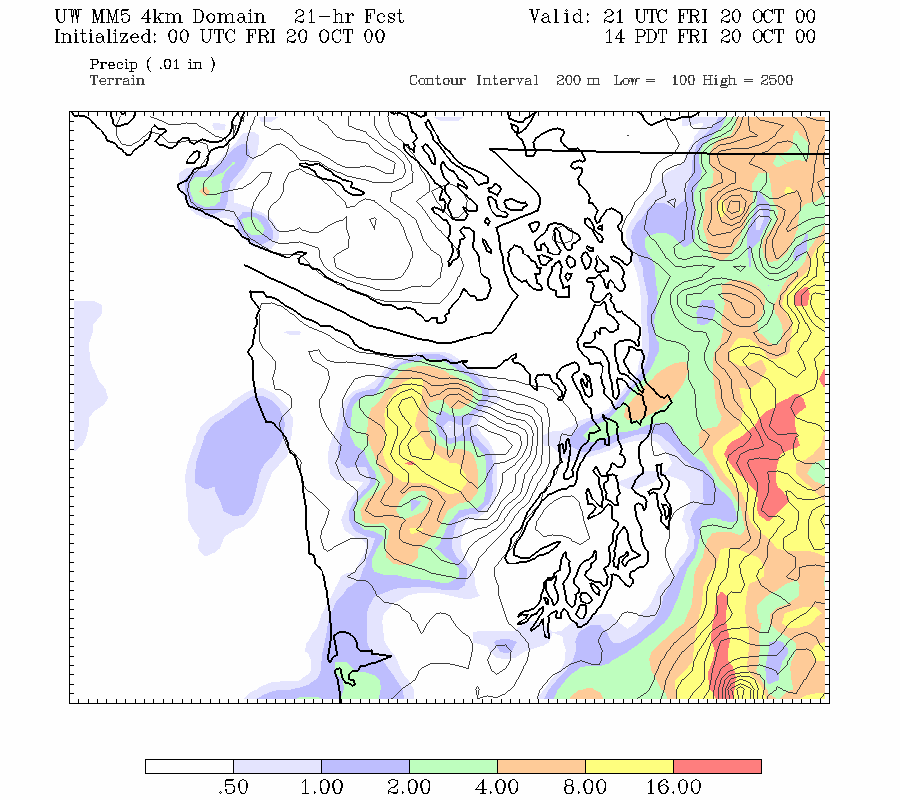 UW MM5 4km Domain 21-hr Fcst Valid: 21 UTC FRI 20 OCT 00
Initialized: 00 UTC FRI 20 OCT 00 14 PDT FRI 20 OCT 00
Precip ( .01 in )
Terrain Contour Interval 200 m Low = 100 High = 2500
.50 1.00 2.00 4.00 8.00 16.00